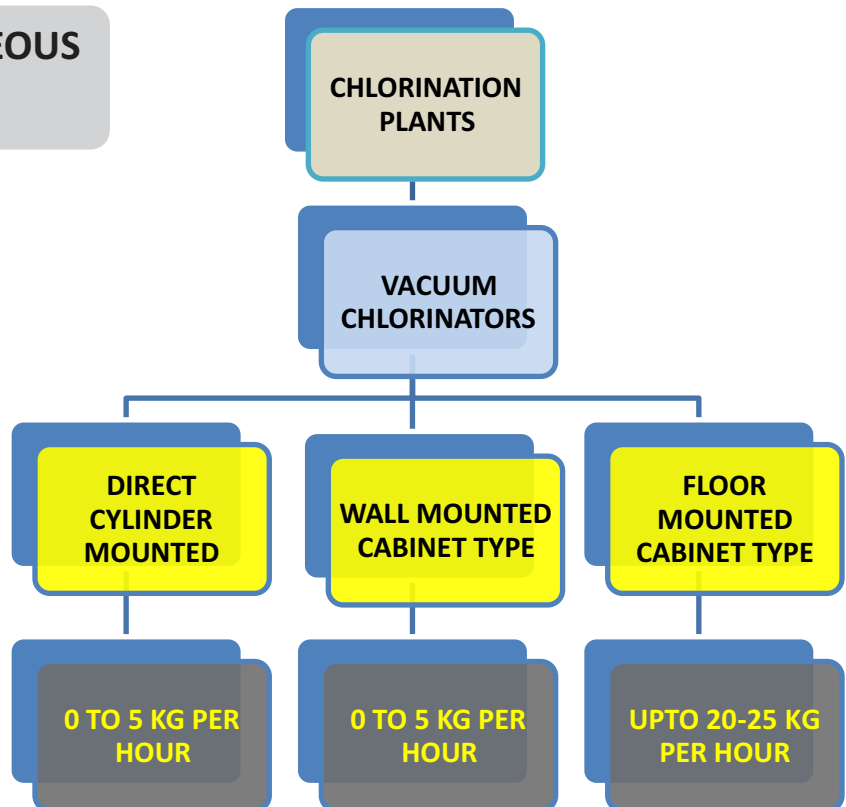 CHLORINATION
PLANTS
VACUUM
CHLORINATORS
DIRECT
CYLINDER
MOUNTED
WALL MOUNTED
CABINET TYPE
FLOOR
MOUNTED
CABINET TYPE
0 TO 5 KG PER
HOUR
0 TO 5 KG PER
HOUR
UPTO 20-25 KG
PER HOUR